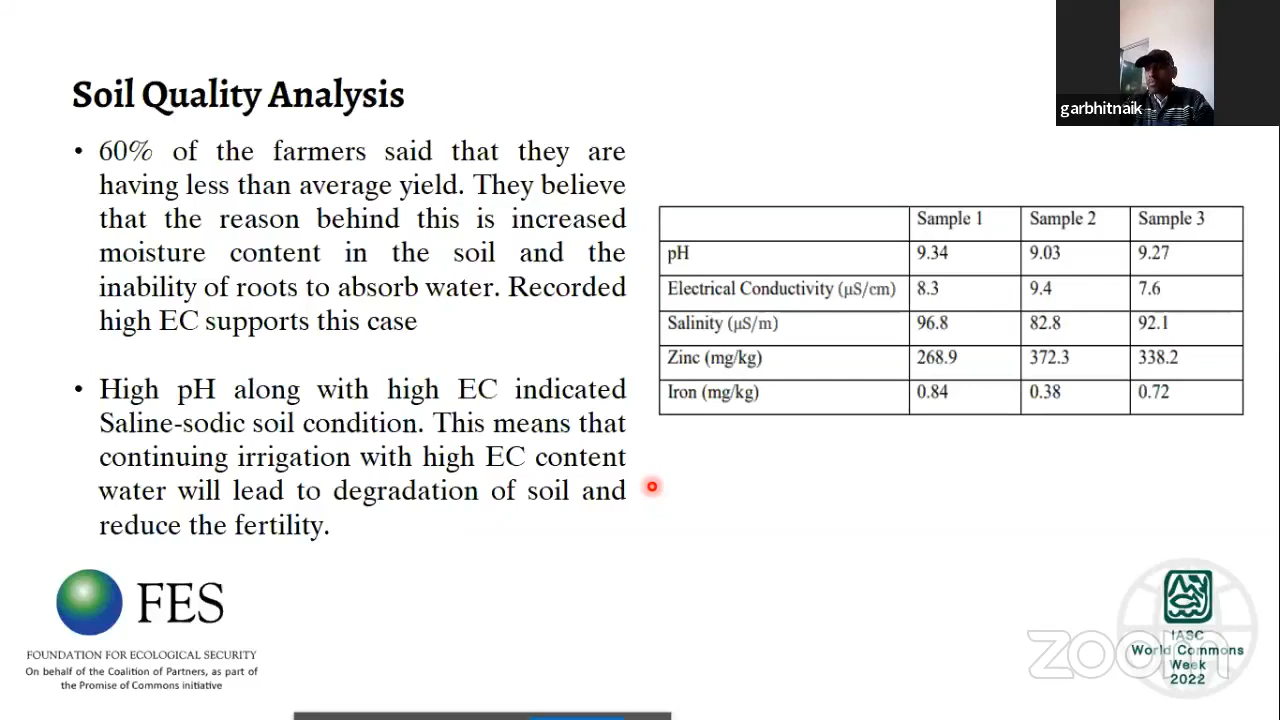 garbhitnaik
Soil Quality Analysis
• 60% of the farmers said that they are
having less than average yield. They believe
that the reason behind this is increased
moisture content in the soil and the
inability of roots to absorb water. Recorded
high EC supports this case
• High pH along with high EC indicated
Saline-sodic soil condition. This means that
continuing irrigation with high EC content
water will lead to degradation of soil and
reduce the fertility.
Sample 1 Sample 2 Sample 3
pH 9.34 9.03 9.27
Electrical Conductivity (µS/cm) 8.3 9.4 7.6
Salinity (µS/m) 96.8 82.8 92.1
Zinc (mg/kg) 268.9 372.3 338.2
Iron (mg/kg) 0.84 0.38 0.72
FES
FOUNDATION FOR ECOLOGICAL SECURITY
On behalf of the Coalition of Partners, as part of
the Promise of Commons initiative
zoom
IASC
World Commons
Week
2022